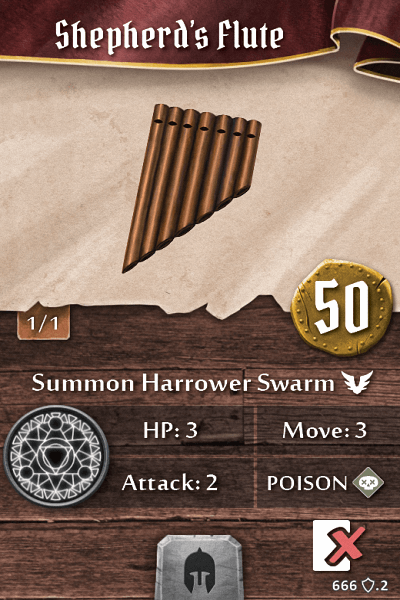 Shepherd's Flute
1/1
50
Summon Harrower Swarm
HP: 3
Move: 3
Attack: 2
POISON
666 .2